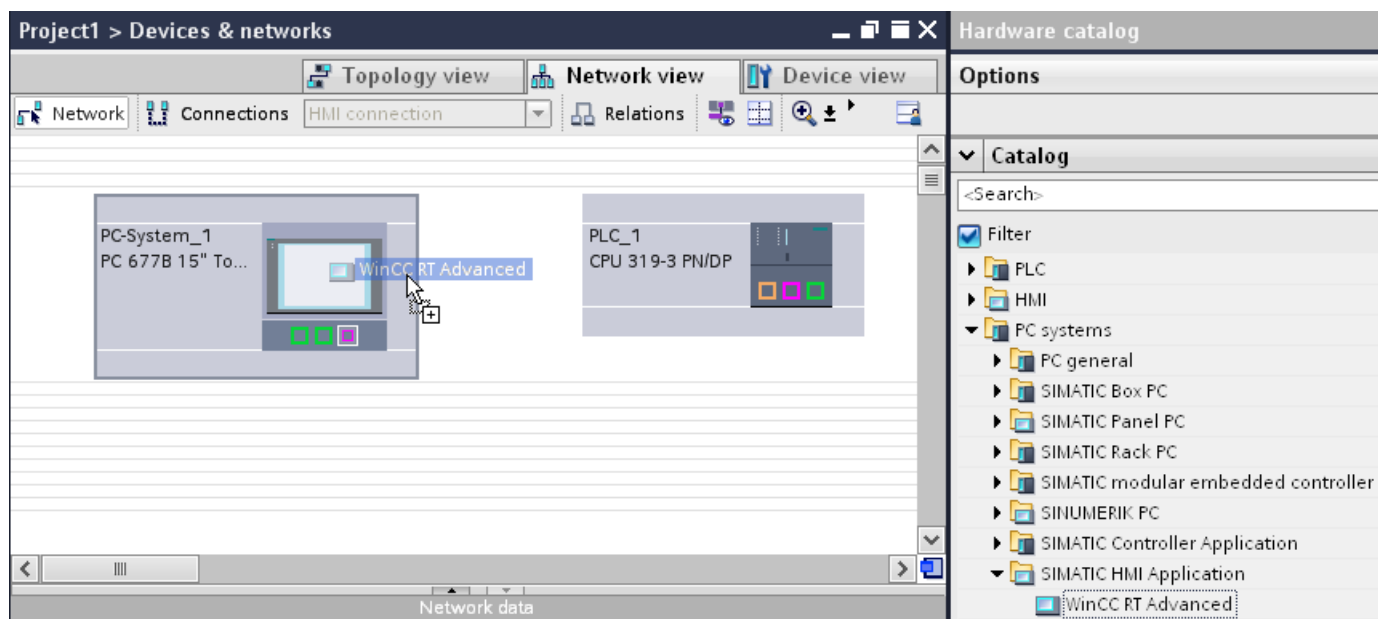 Project1 > Devices & networks
Topology view
Network view
Device view
Network
Connections
HMI connection
Relations
PC-System_1
PC 677B 15" To...
WinCC RT Advanced
PLC_1
CPU 319-3 PN/DP
Network data
Hardware catalog
Options
Catalog
<Search>
Filter
PLC
HMI
PC systems
PC general
SIMATIC Box PC
SIMATIC Panel PC
SIMATIC Rack PC
SIMATIC modular embedded controller
SINUMERIK PC
SIMATIC Controller Application
SIMATIC HMI Application
WinCC RT Advanced